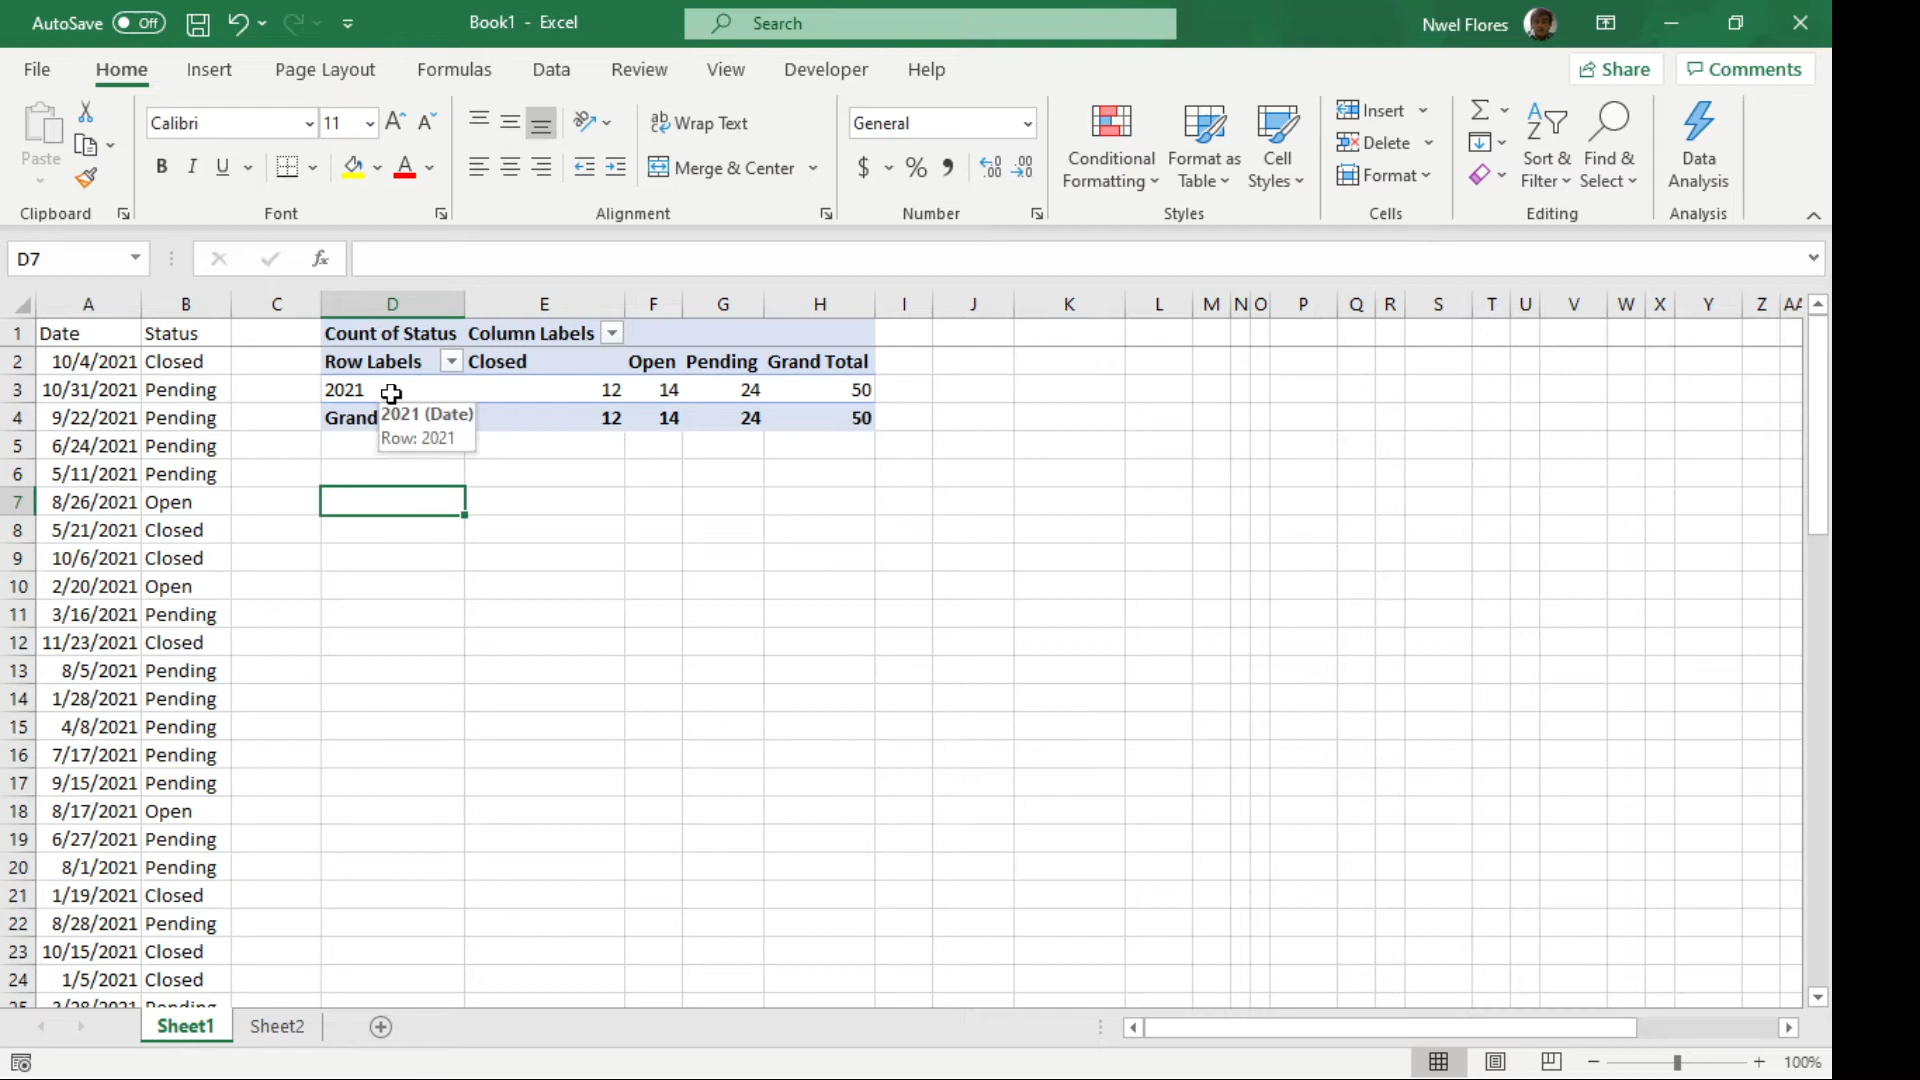 AutoSave Off Book1 - Excel Search Nwel Flores
File Home Insert Page Layout Formulas Data Review View Developer Help Share Comments
Paste
Calibri 11
B I U A
Wrap Text
Merge & Center
General
$ % 9
Conditional Formatting
Format as Table
Cell Styles
Insert
Delete
Format
Sort & Filter
Find & Select
Data Analysis
Clipboard Font Alignment Number Styles Cells Editing Analysis
D7 fx
A B C D E F G H I J K L M N O P Q R S T U V W X Y Z AA
1 Date Status Count of Status Column Labels
2 10/4/2021 Closed Row Labels Closed Open Pending Grand Total
3 10/31/2021 Pending 2021 12 14 24 50
4 9/22/2021 Pending Grand 12 14 24 50
2021 (Date)
Row: 2021
5 6/24/2021 Pending
6 5/11/2021 Pending
7 8/26/2021 Open
8 5/21/2021 Closed
9 10/6/2021 Closed
10 2/20/2021 Open
11 3/16/2021 Pending
12 11/23/2021 Closed
13 8/5/2021 Pending
14 1/28/2021 Pending
15 4/8/2021 Pending
16 7/17/2021 Pending
17 9/15/2021 Pending
18 8/17/2021 Open
19 6/27/2021 Pending
20 8/1/2021 Pending
21 1/19/2021 Closed
22 8/28/2021 Pending
23 10/15/2021 Closed
24 1/5/2021 Closed
Sheet1 Sheet2
100%